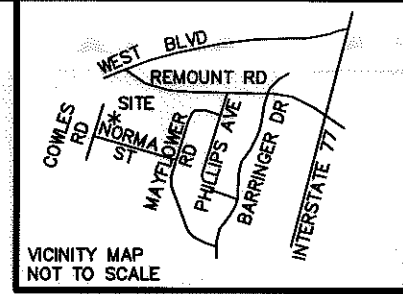 WEST BLVD
REMOUNT RD
SITE
*
NORMA
ST
COWLES
RD
MAYFLOWER
RD
PHILLIPS AVE
BARRINGER DR
INTERSTATE 77
VICINITY MAP
NOT TO SCALE